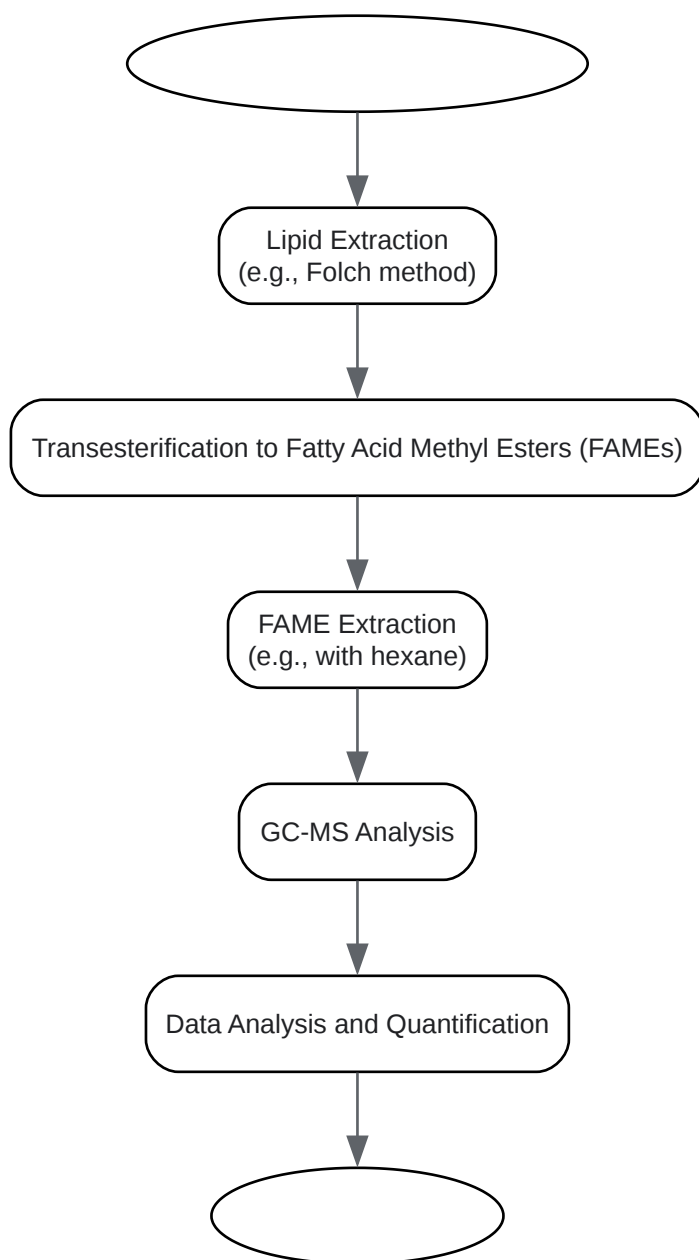 Lipid Extraction
(e.g., Folch method)
Transesterification to Fatty Acid Methyl Esters (FAMEs)
FAME Extraction
(e.g., with hexane)
GC-MS Analysis
Data Analysis and Quantification